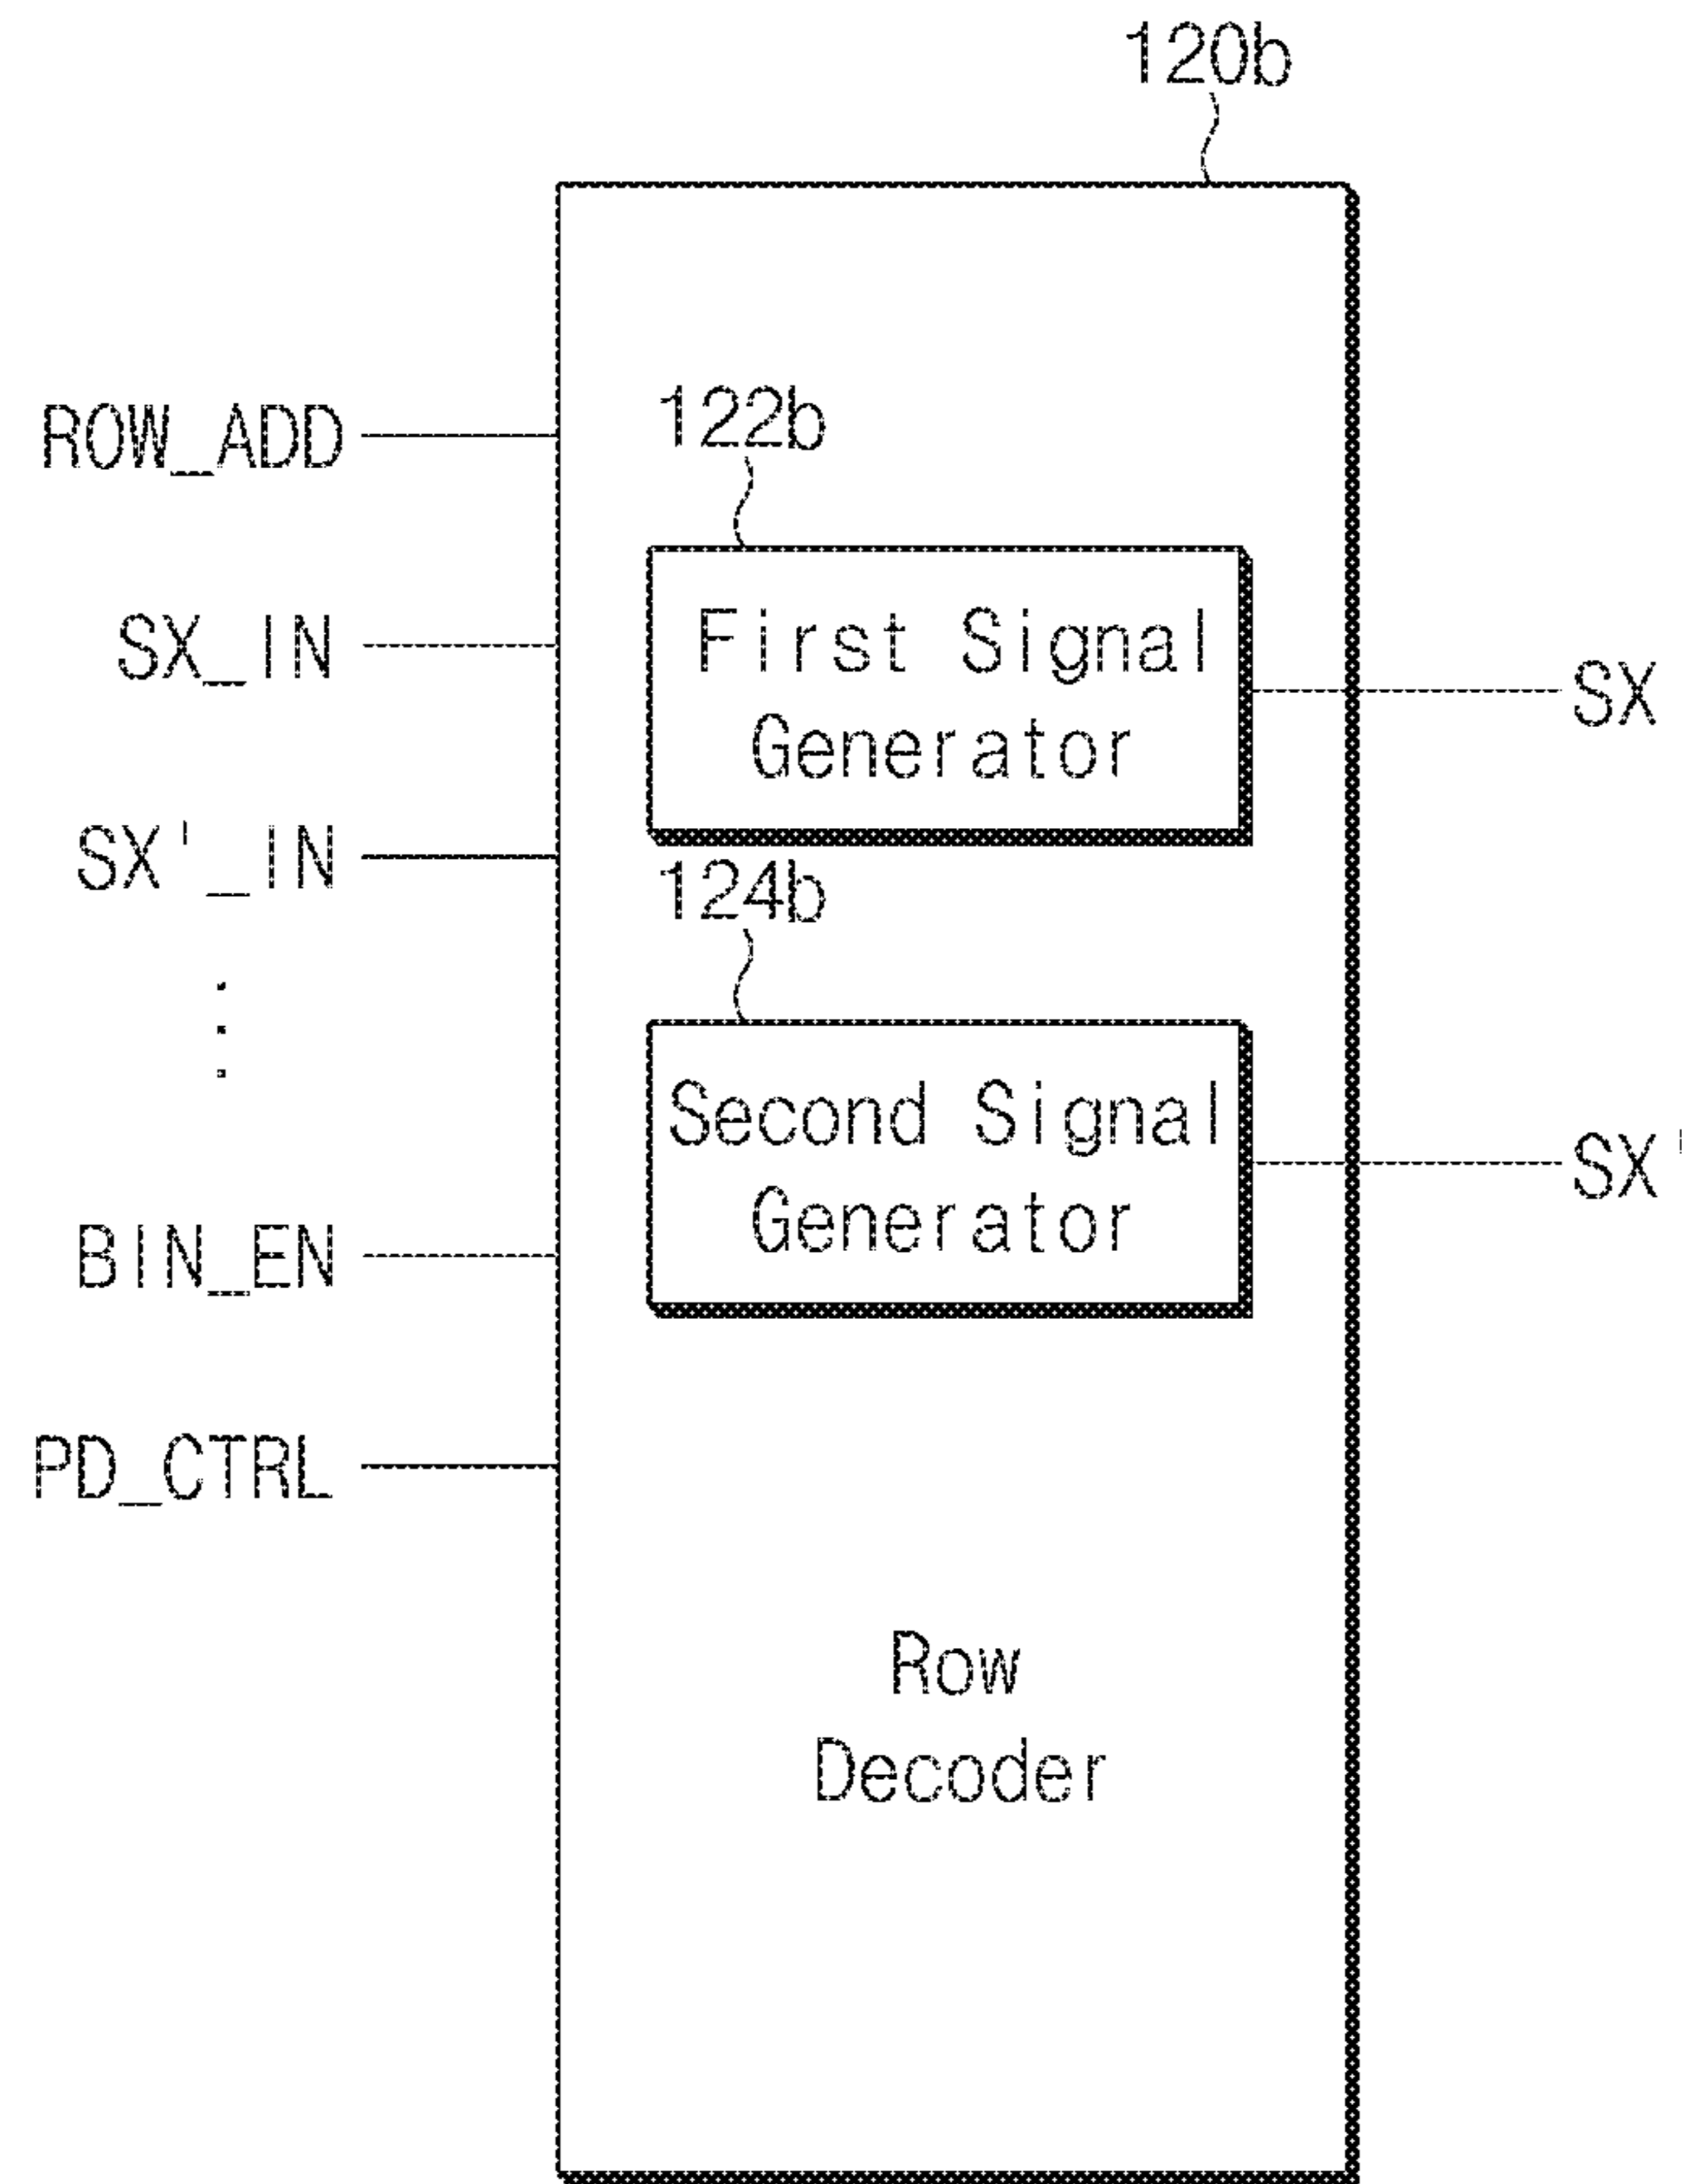 120b
ROW_ADD
122b
SX_IN
First Signal
Generator
SX
SX'_IN
124b
Second Signal
Generator
SX'
BIN_EN
PD_CTRL
Row
Decoder